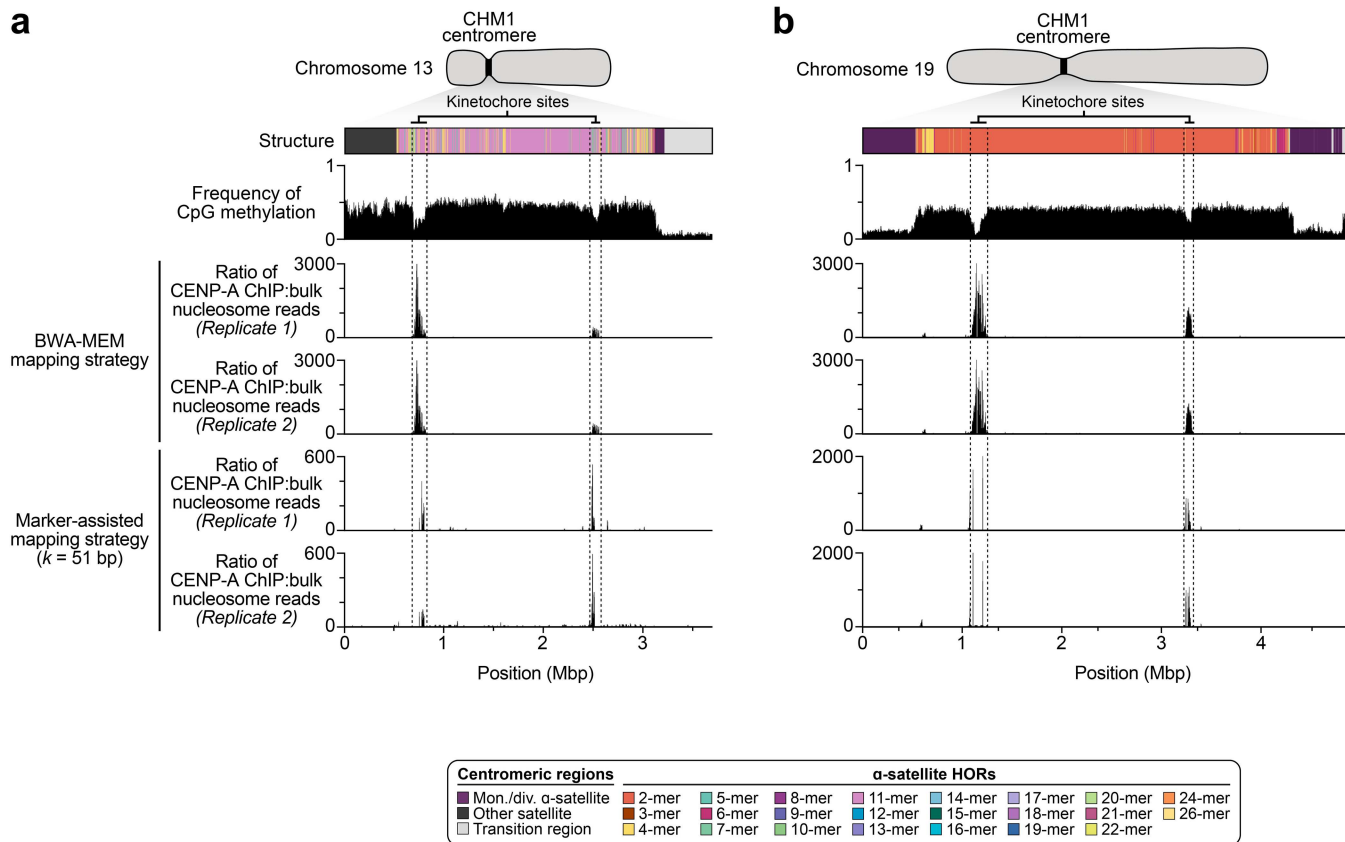 a
CHM1
centromere
Chromosome 13
Kinetochore sites
Structure
1
Frequency of
CpG methylation
0
BWA-MEM
mapping strategy
Ratio of
CENP-A ChIP:bulk
nucleosome reads
(Replicate 1)
3000
0
Ratio of
CENP-A ChIP:bulk
nucleosome reads
(Replicate 2)
3000
0
Marker-assisted
mapping strategy
(k = 51 bp)
Ratio of
CENP-A ChIP:bulk
nucleosome reads
(Replicate 1)
600
0
Ratio of
CENP-A ChIP:bulk
nucleosome reads
(Replicate 2)
600
0
0 1 2 3
Position (Mbp)
b
CHM1
centromere
Chromosome 19
Kinetochore sites
1
0
3000
0
3000
0
2000
0
2000
0
0 1 2 3 4
Position (Mbp)
Centromeric regions
Mon./div. α-satellite
Other satellite
Transition region
α-satellite HORs
2-mer 5-mer 8-mer 11-mer 14-mer 17-mer 20-mer 24-mer
3-mer 6-mer 9-mer 12-mer 15-mer 18-mer 21-mer 26-mer
4-mer 7-mer 10-mer 13-mer 16-mer 19-mer 22-mer